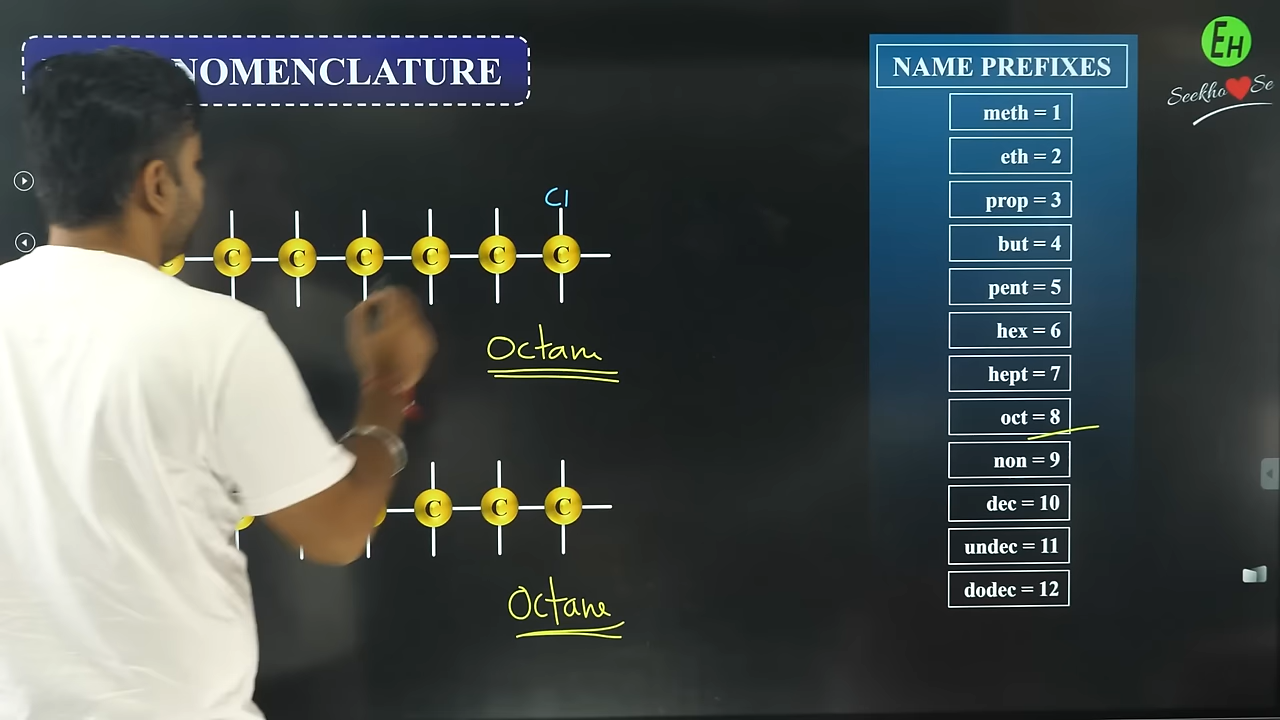 NOMENCLATURE
Cl
C C C C C C
Octane
C C C
Octane
NAME PREFIXES
meth = 1
eth = 2
prop = 3
but = 4
pent = 5
hex = 6
hept = 7
oct = 8
non = 9
dec = 10
undec = 11
dodec = 12
EH
Seekho Se